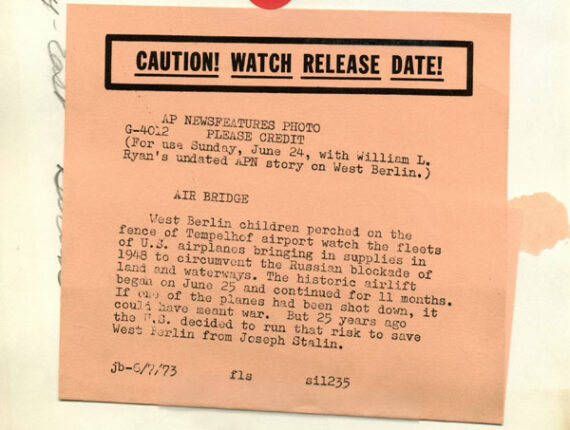 CAUTION! WATCH RELEASE DATE!
AP NEWSFEATURES PHOTO
G-4012 PLEASE CREDIT
(For use Sunday, June 24, with William L.
Ryan's undated APN story on West Berlin.)
AIR BRIDGE
West Berlin children perched on the
fence of Tempelhof airport watch the fleets
of U.S. airplanes bringing in supplies in
1948 to circumvent the Russian blockade of
land and waterways. The historic airlift
began on June 25 and continued for 11 months.
If one of the planes had been shot down, it
could have meant war. But 25 years ago
the U.S. decided to run that risk to save
West Berlin from Joseph Stalin.
jb-6/7/73 fls sil235